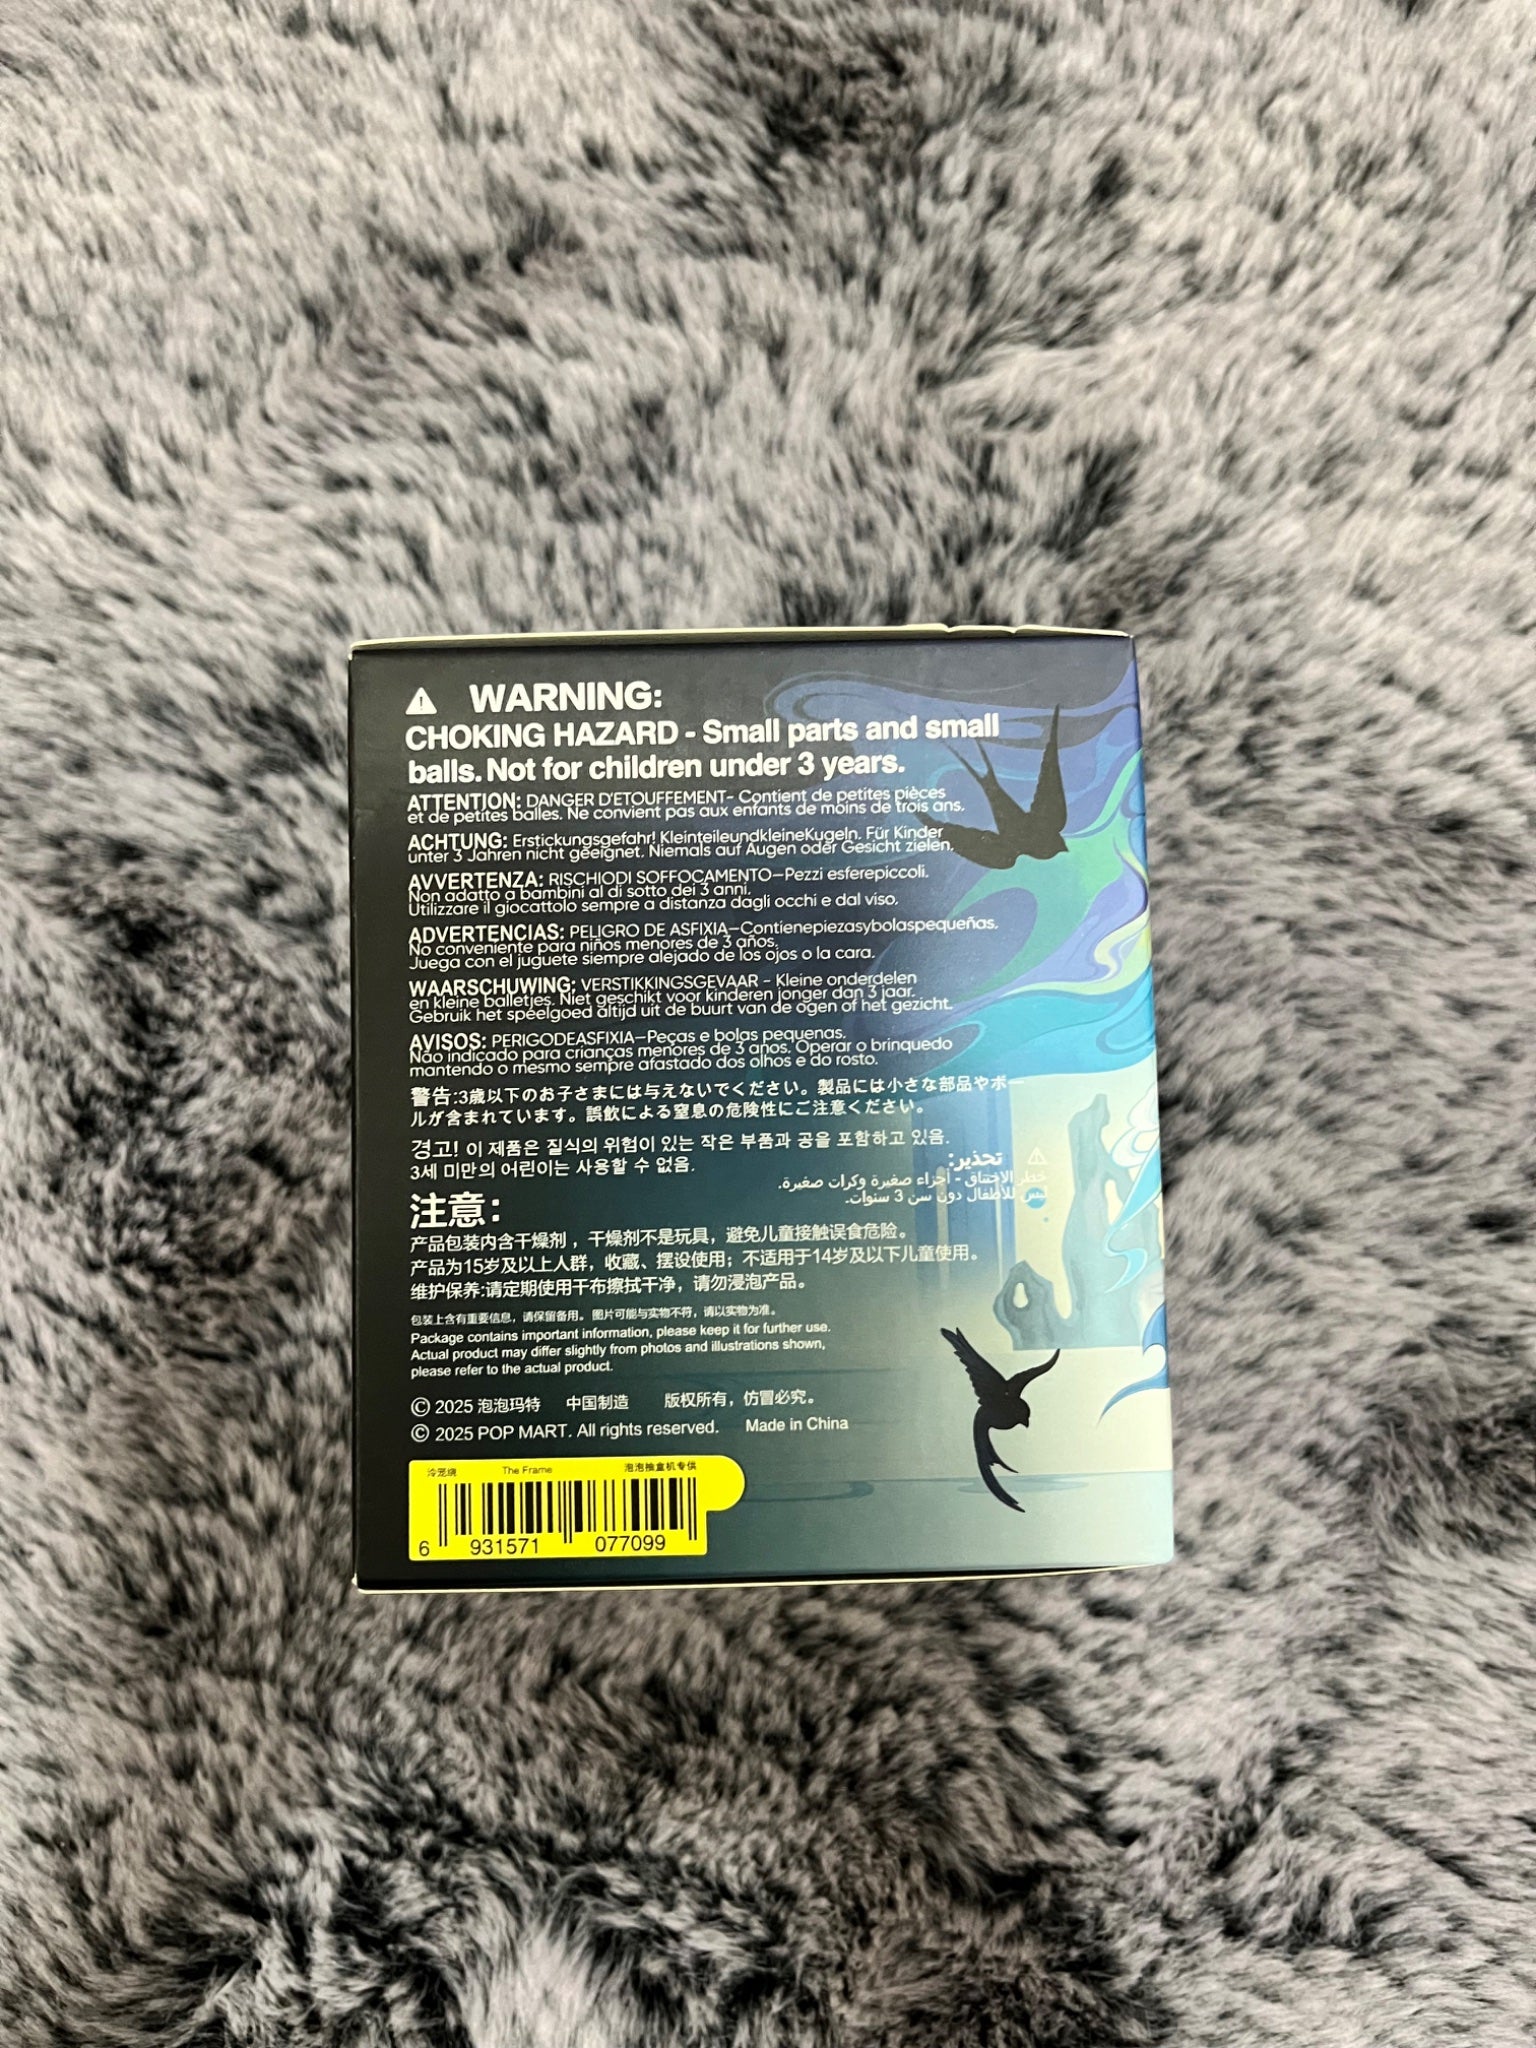 ⚠ WARNING:
CHOKING HAZARD - Small parts and small
balls. Not for children under 3 years.
ATTENTION: DANGER D'ETOUFFEMENT- Contient de petites pièces
et de petites balles. Ne convient pas aux enfants de moins de trois ans.
ACHTUNG: Erstickungsgefahr! KleinteileundkleineKugeln. Für Kinder
unter 3 Jahren nicht geeignet. Niemals auf Augen oder Gesicht zielen.
AVVERTENZA: RISCHIODI SOFFOCAMENTO—Pezzi esferepiccoli.
Non adatto a bambini al di sotto dei 3 anni.
Utilizzare il giocattolo sempre a distanza dagli occhi e dal viso.
ADVERTENCIAS: PELIGRO DE ASFIXIA—Contienepiezasybolaspequeñas.
No conveniente para niños menores de 3 años.
Juega con el juguete siempre alejado de los ojos o la cara.
WAARSCHUWING: VERSTIKKINGSGEVAAR - Kleine onderdelen
en kleine balletjes. Niet geschikt voor kinderen jonger dan 3 jaar.
Gebruik het speelgoed altijd uit de buurt van de ogen of het gezicht.
AVISOS: PERIGODEASFIXIA—Peças e bolas pequenas.
Não indicado para crianças menores de 3 anos. Operar o brinquedo
mantendo o mesmo sempre afastado dos olhos e do rosto.
警告:3歳以下のお子さまには与えないでください。製品には小さな部品やボー
ルが含まれています。誤飲による窒息の危険性にご注意ください。
경고! 이 제품은 질식의 위험이 있는 작은 부품과 공을 포함하고 있음.
3세 미만의 어린이는 사용할 수 없음.
⚠ تحذير:
خطر الاختناق - أجزاء صغيرة وكرات صغيرة.
ليس للأطفال دون سن 3 سنوات.
注意：
产品包装内含干燥剂，干燥剂不是玩具，避免儿童接触误食危险。
产品为15岁及以上人群，收藏、摆设使用；不适用于14岁及以下儿童使用。
维护保养:请定期使用干布擦拭干净，请勿浸泡产品。
包装上含有重要信息，请保留备用。图片可能与实物不符，请以实物为准。
Package contains important information, please keep it for further use.
Actual product may differ slightly from photos and illustrations shown,
please refer to the actual product.
© 2025 泡泡玛特 中国制造 版权所有，仿冒必究。
© 2025 POP MART. All rights reserved. Made in China
The Frame 泡泡抽盒机专供
6 931571 077099